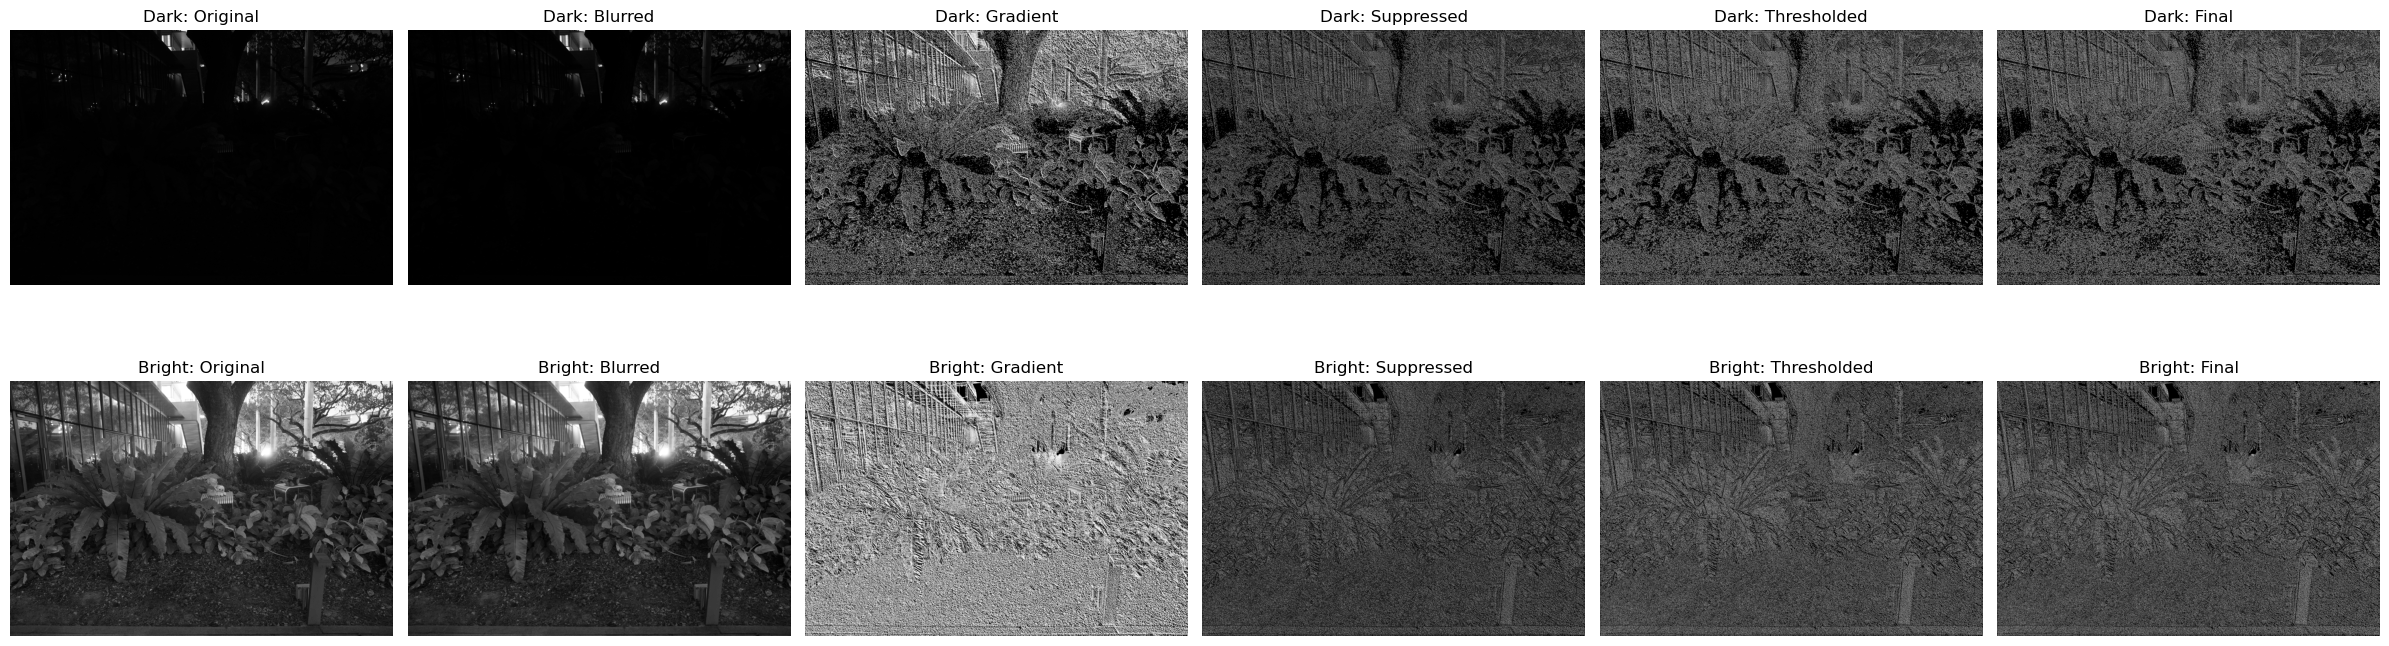 Dark: Original
Dark: Blurred
Dark: Gradient
Dark: Suppressed
Dark: Thresholded
Dark: Final
Bright: Original
Bright: Blurred
Bright: Gradient
Bright: Suppressed
Bright: Thresholded
Bright: Final